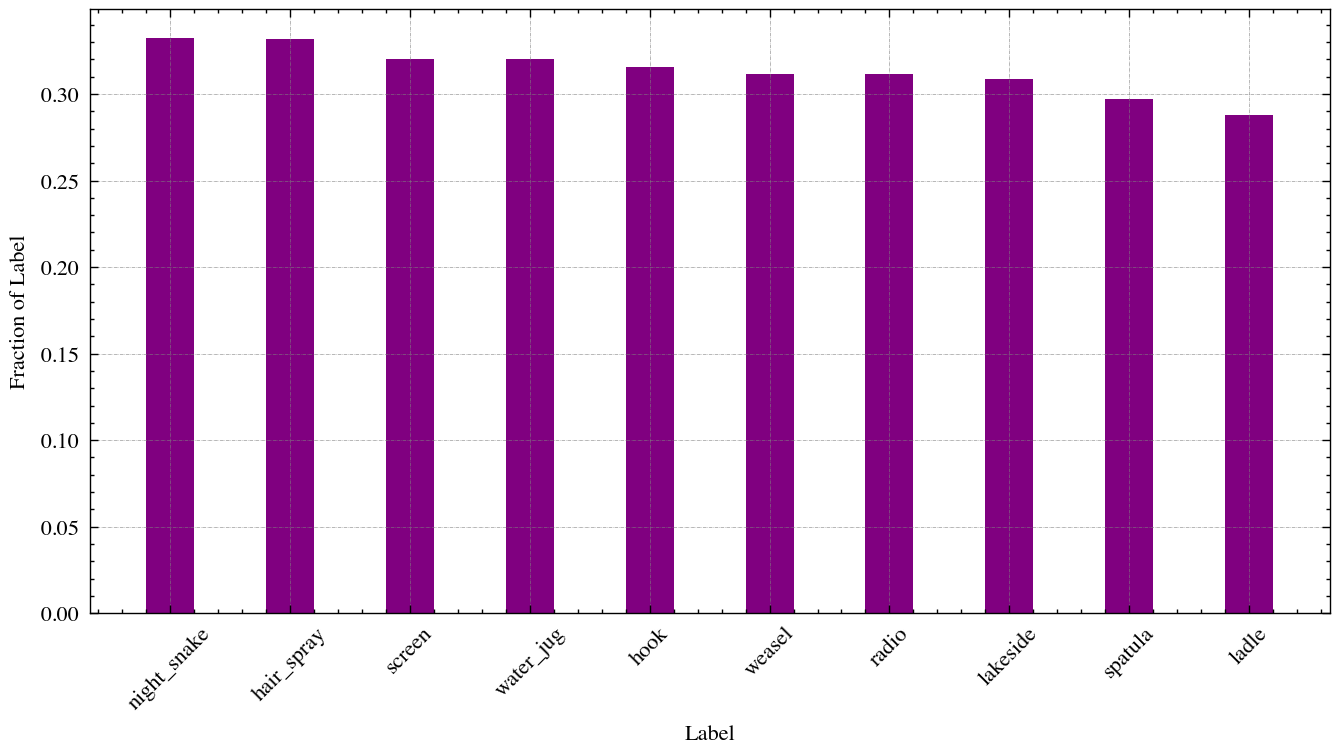 0.30
0.25
0.20
0.15
0.10
0.05
0.00
Fraction of Label
night_snake
hair_spray
screen
water_jug
hook
weasel
radio
lakeside
spatula
ladle
Label